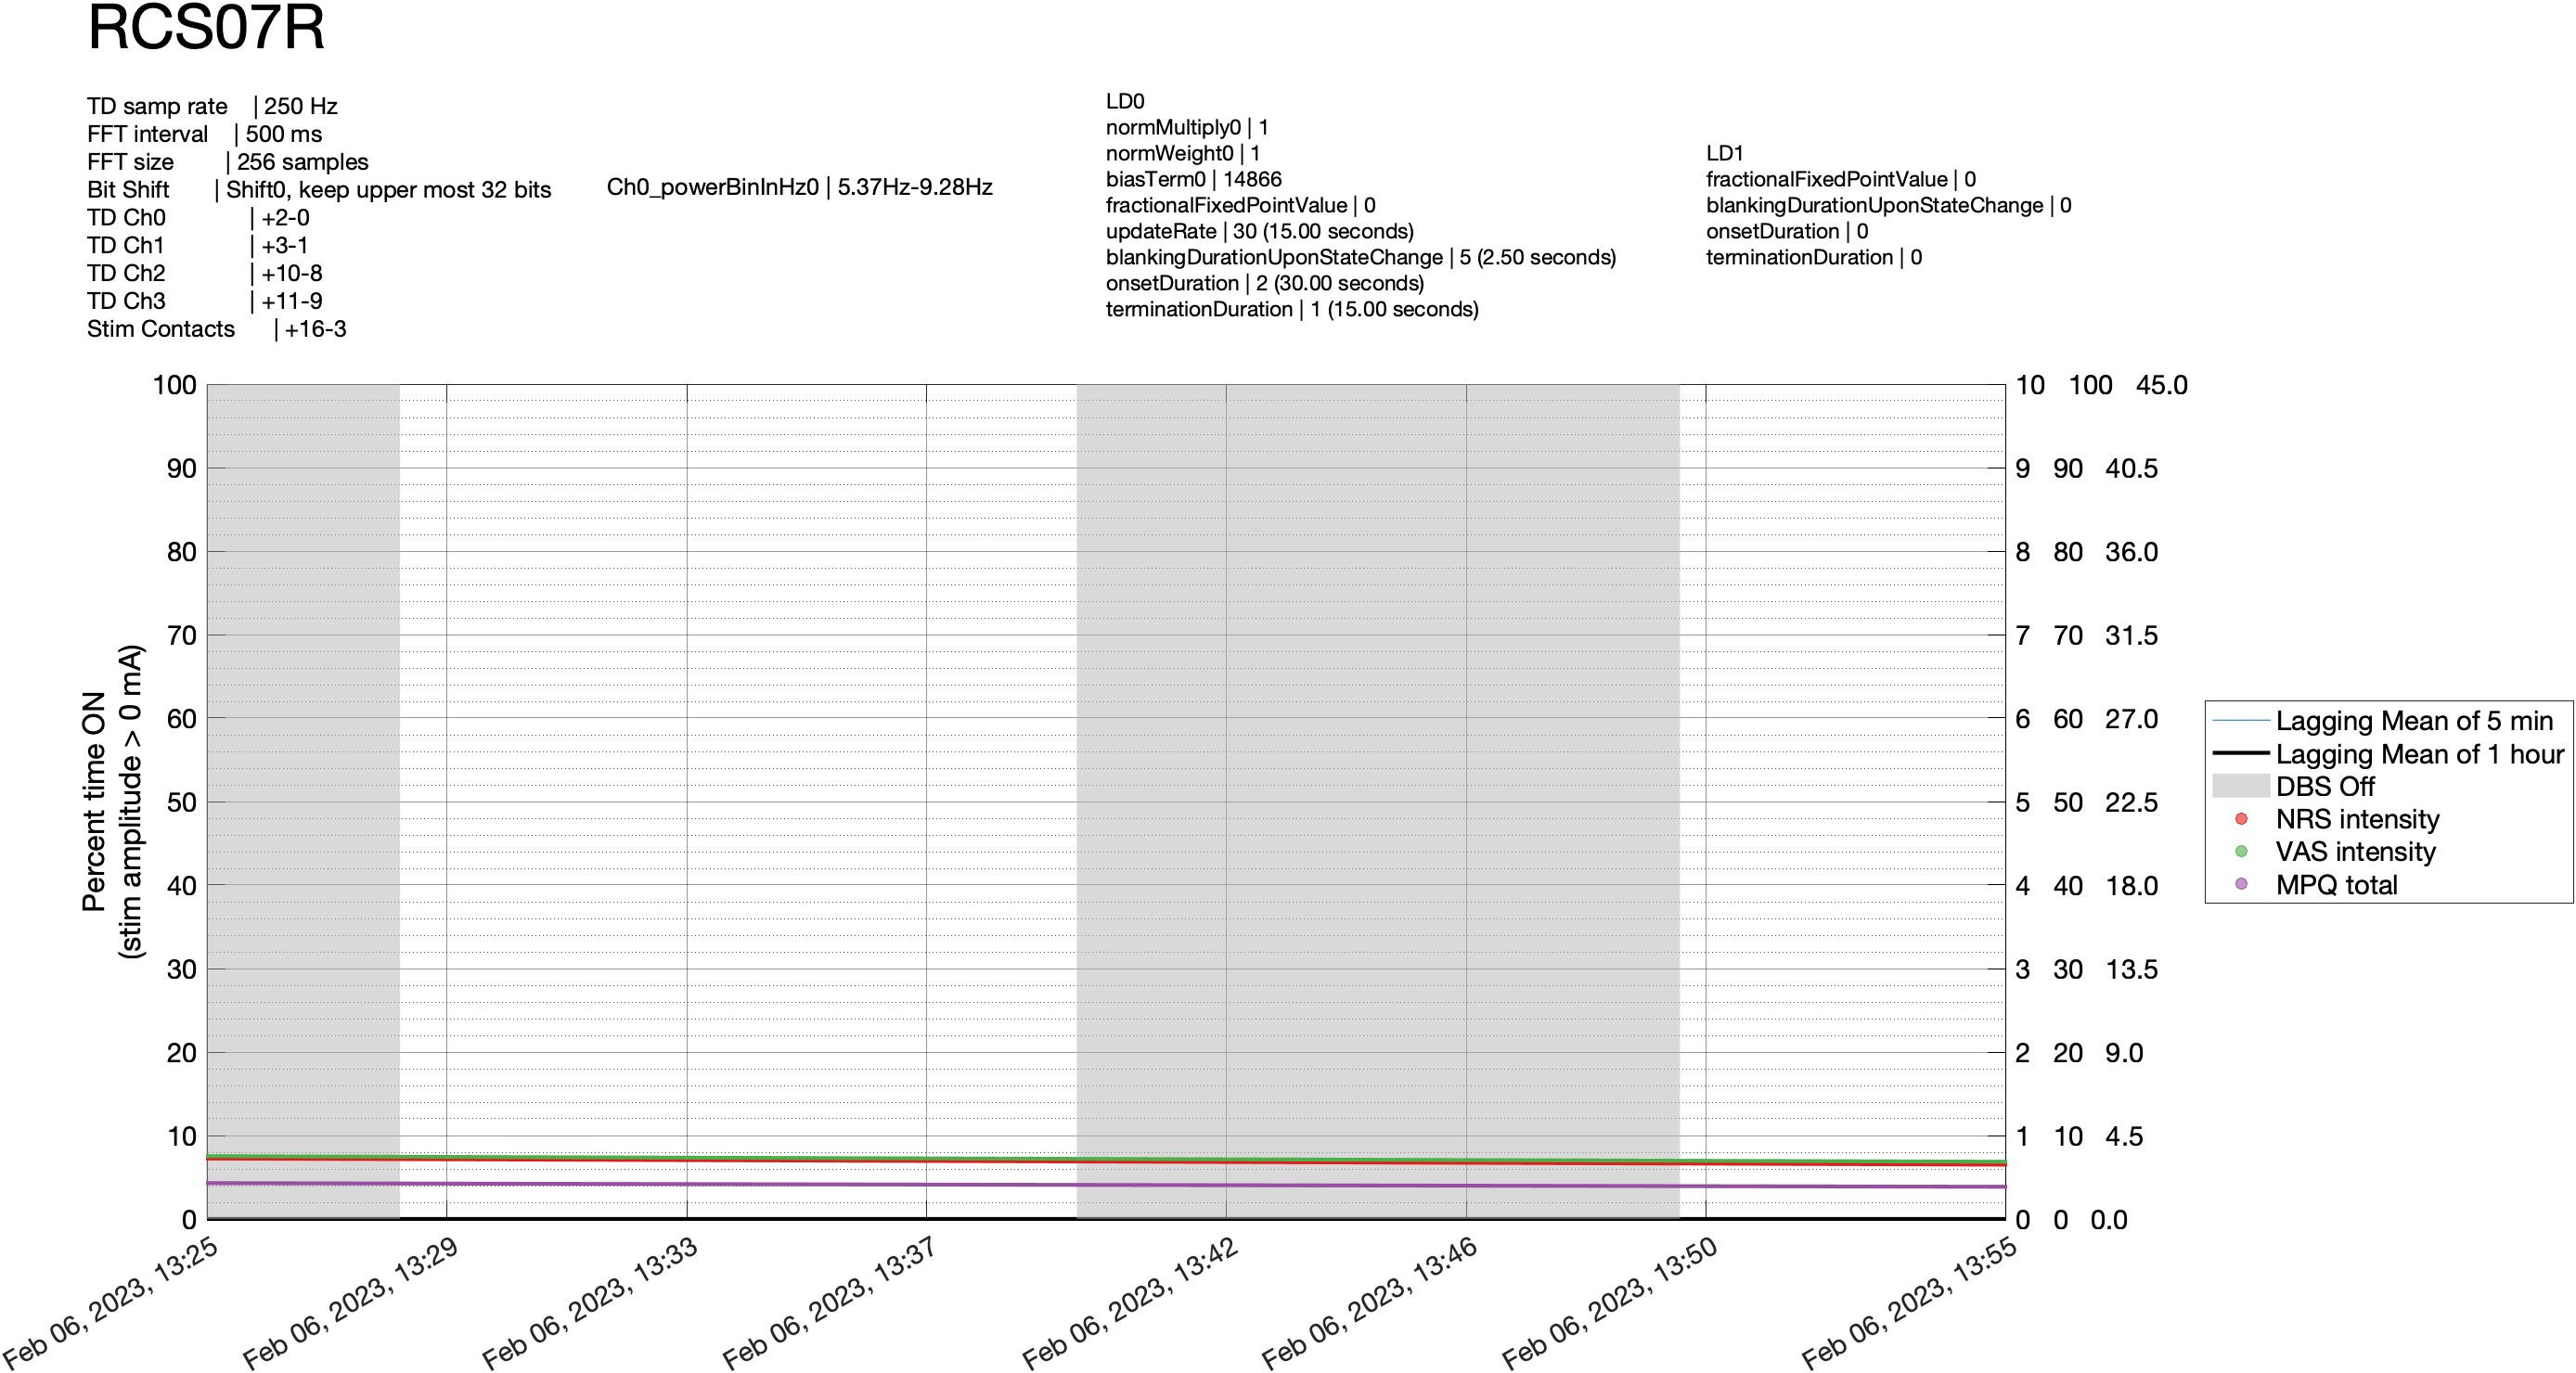 RCS07R
TD samp rate | 250 Hz
FFT interval | 500 ms
FFT size | 256 samples
Bit Shift | Shift0, keep upper most 32 bits
TD Ch0 | +2-0
TD Ch1 | +3-1
TD Ch2 | +10-8
TD Ch3 | +11-9
Stim Contacts | +16-3
Ch0_powerBinInHz0 | 5.37Hz-9.28Hz
LD0
normMultiply0 | 1
normWeight0 | 1
biasTerm0 | 14866
fractionalFixedPointValue | 0
updateRate | 30 (15.00 seconds)
blankingDurationUponStateChange | 5 (2.50 seconds)
onsetDuration | 2 (30.00 seconds)
terminationDuration | 1 (15.00 seconds)
LD1
fractionalFixedPointValue | 0
blankingDurationUponStateChange | 0
onsetDuration | 0
terminationDuration | 0
Percent time ON
(stim amplitude > 0 mA)
100
90
80
70
60
50
40
30
20
10
0
10 100 45.0
9 90 40.5
8 80 36.0
7 70 31.5
6 60 27.0
5 50 22.5
4 40 18.0
3 30 13.5
2 20 9.0
1 10 4.5
0 0 0.0
Feb 06, 2023, 13:25
Feb 06, 2023, 13:29
Feb 06, 2023, 13:33
Feb 06, 2023, 13:37
Feb 06, 2023, 13:42
Feb 06, 2023, 13:46
Feb 06, 2023, 13:50
Feb 06, 2023, 13:55
Lagging Mean of 5 min
Lagging Mean of 1 hour
DBS Off
NRS intensity
VAS intensity
MPQ total